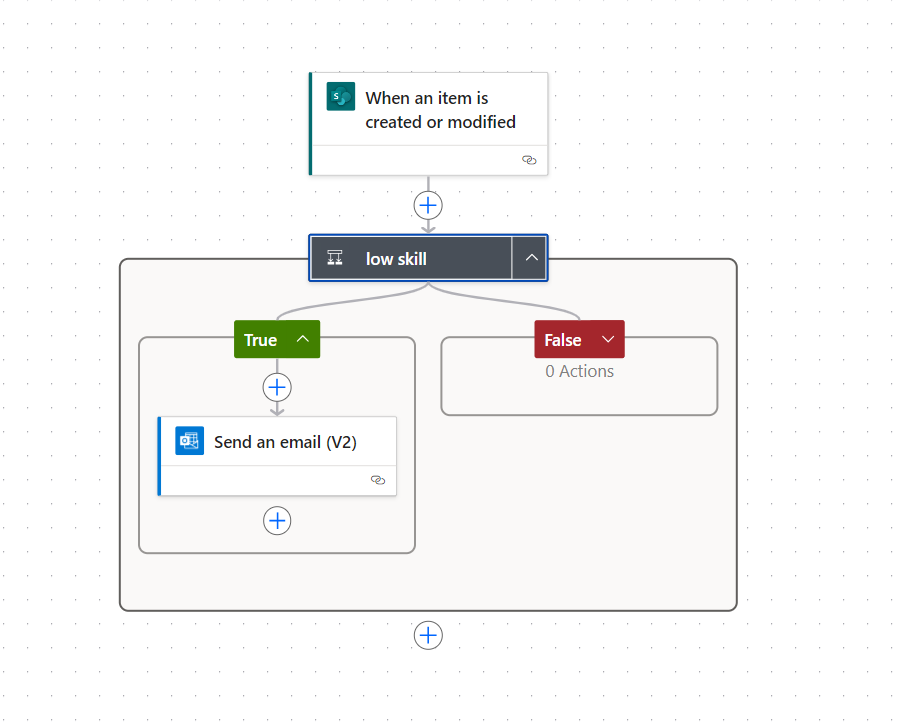 When an item is
created or modified
low skill
True
False
0 Actions
Send an email (V2)